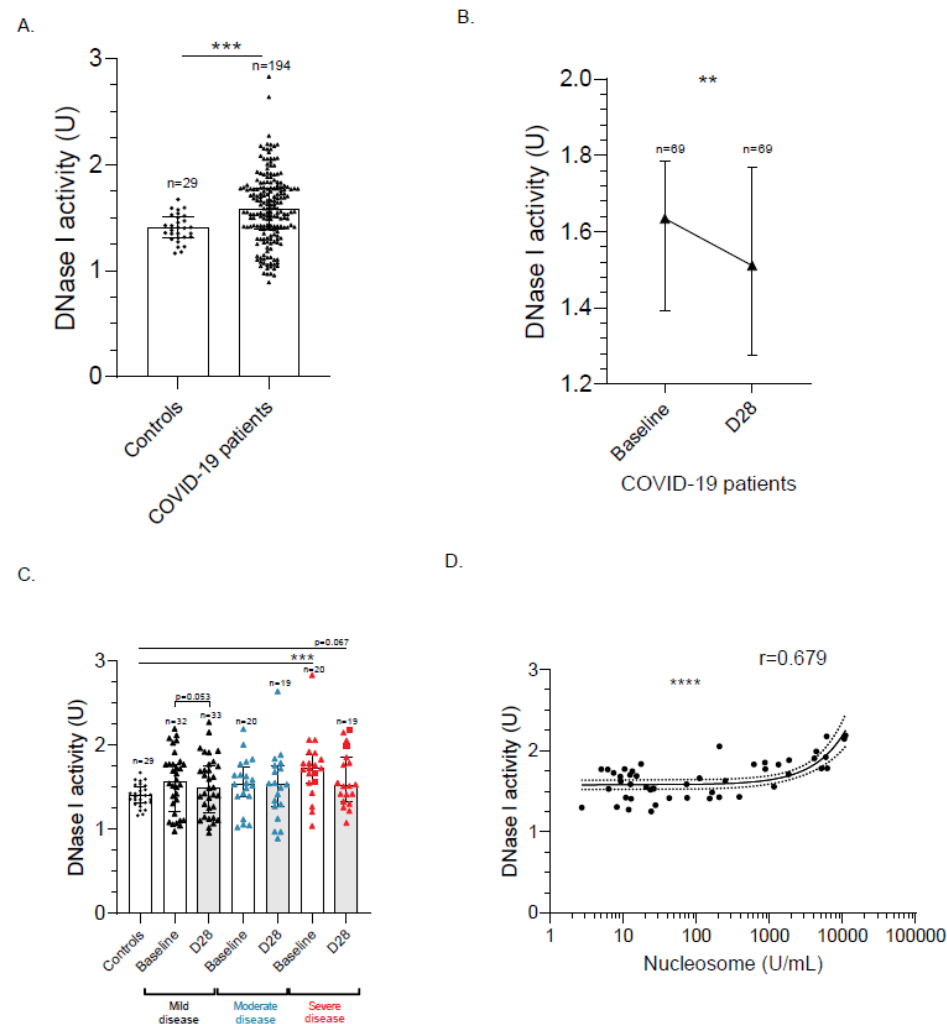 A.
***
n=194
n=29
3
2
1
0
DNase I activity (U)
Controls
COVID-19 patients
B.
**
n=69
n=69
2.0
1.8
1.6
1.4
1.2
DNase I activity (U)
Baseline
D28
COVID-19 patients
C.
p=0.067
***
n=20
p=0.053
n=29
n=32
n=33
n=20
n=19
n=19
3
2
1
0
DNase I activity (U)
Controls
Baseline
D28
Baseline
D28
Baseline
D28
Mild
disease
Moderate
disease
Severe
disease
D.
r=0.679
****
3
2
1
0
DNase I activity (U)
1
10
100
1000
10000
100000
Nucleosome (U/mL)